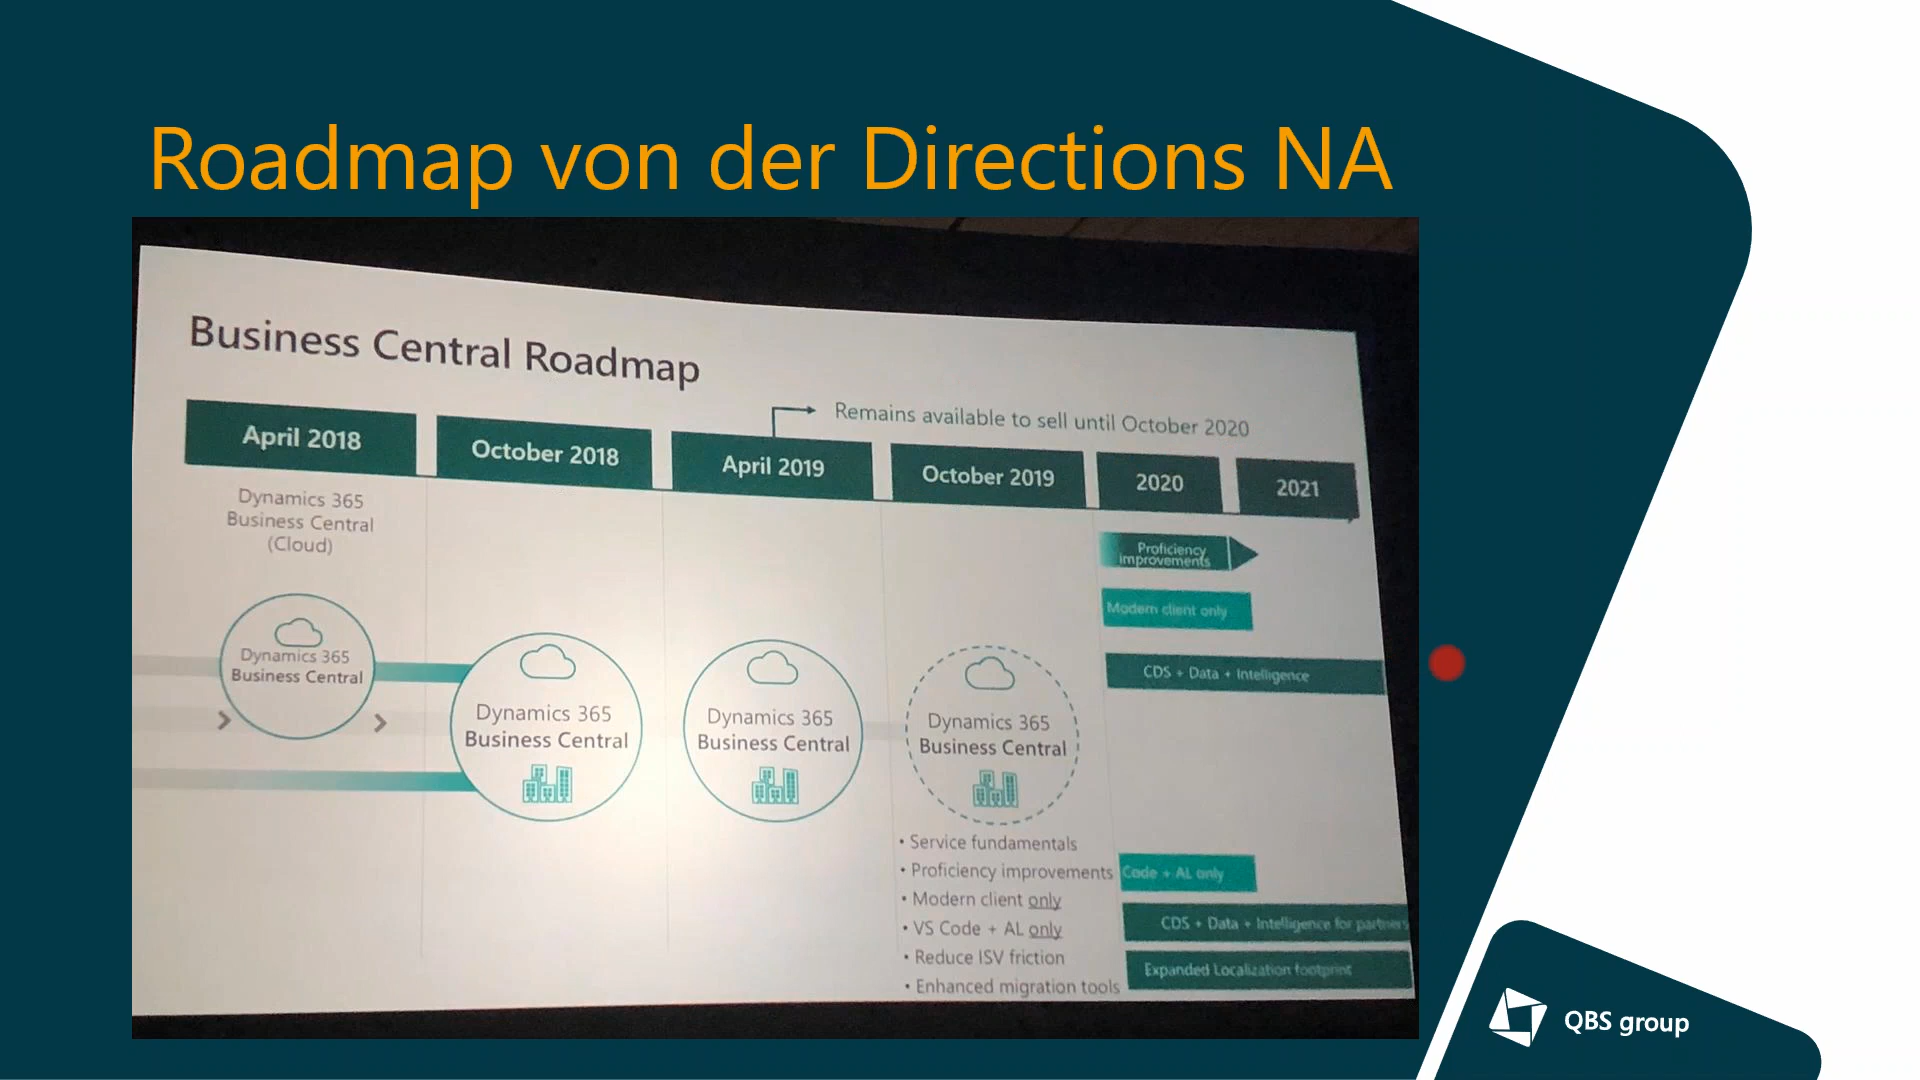 Roadmap von der Directions NA
Business Central Roadmap
Remains available to sell until October 2020
April 2018
October 2018
April 2019
October 2019
2020
2021
Dynamics 365
Business Central
(Cloud)
Proficiency
improvements
Modern client only
CDS + Data + Intelligence
Dynamics 365
Business Central
Dynamics 365
Business Central
Dynamics 365
Business Central
Dynamics 365
Business Central
• Service fundamentals
• Proficiency improvements
• Modern client only
• VS Code + AL only
• Reduce ISV friction
• Enhanced migration tools
Code + AL only
CDS + Data + Intelligence for partners
Expanded Localization footprint
QBS group